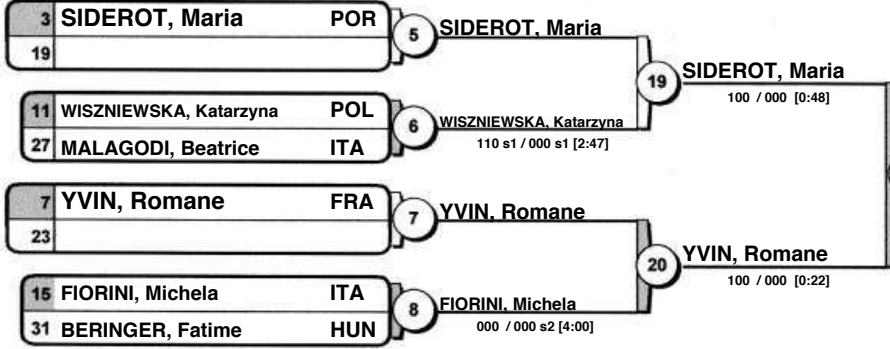 3 SIDEROT, Maria POR
19
5
SIDEROT, Maria
11 WISZNIEWSKA, Katarzyna POL
27 MALAGODI, Beatrice ITA
6
WISZNIEWSKA, Katarzyna
110 s1 / 000 s1 [2:47]
19
SIDEROT, Maria
100 / 000 [0:48]
7 YVIN, Romane FRA
23
7
YVIN, Romane
15 FIORINI, Michela ITA
31 BERINGER, Fatime HUN
8
FIORINI, Michela
000 / 000 s2 [4:00]
20
YVIN, Romane
100 / 000 [0:22]